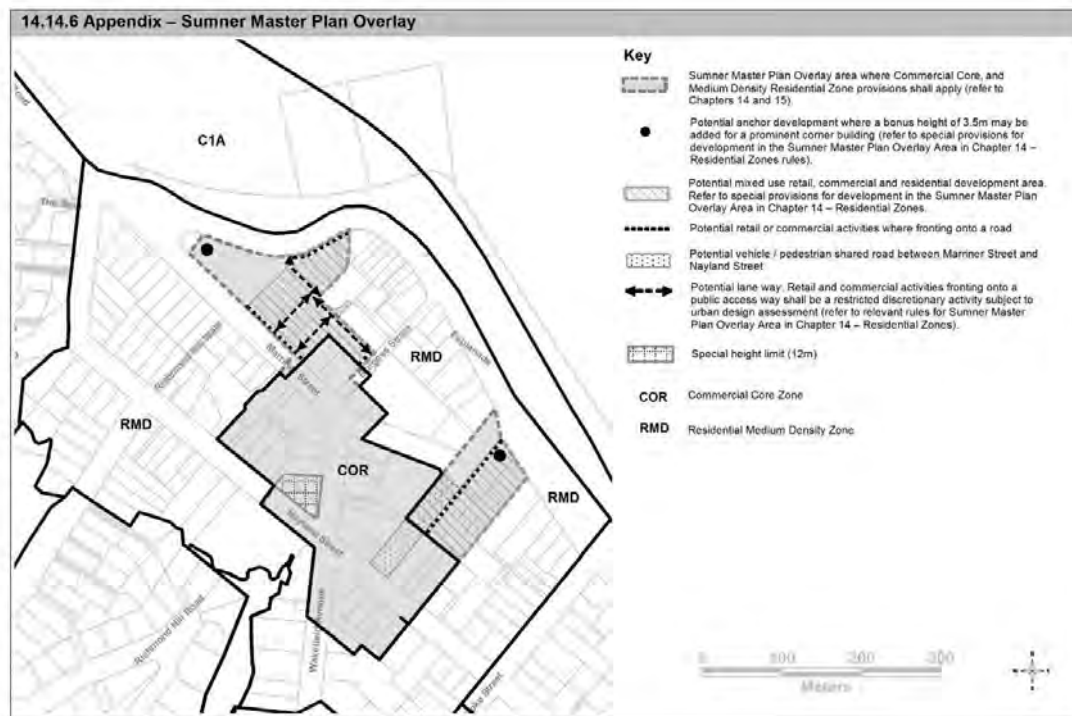 14.14.6 Appendix – Sumner Master Plan Overlay
Key
Sumner Master Plan Overlay area where Commercial Core, and
Medium Density Residential Zone provisions shall apply (refer to
Chapters 14 and 15).
Potential anchor development where a bonus height of 3.5m may be
added for a prominent corner building (refer to special provisions for
development in the Sumner Master Plan Overlay Area in Chapter 14 –
Residential Zones rules).
Potential mixed use retail, commercial and residential development area.
Refer to special provisions for development in the Sumner Master Plan
Overlay Area in Chapter 14 – Residential Zones.
Potential retail or commercial activities where fronting onto a road
Potential vehicle / pedestrian shared road between Marriner Street and
Nayland Street
Potential lane way. Retail and commercial activities fronting onto a
public access way shall be a restricted discretionary activity subject to
urban design assessment (refer to relevant rules for Sumner Master
Plan Overlay Area in Chapter 14 – Residential Zones).
Special height limit (12m)
COR Commercial Core Zone
RMD Residential Medium Density Zone
C1A
RMD
Esplanade
RMD
COR
RMD
Street
Richmond Hill Road
Street
0 100 200 300
Meters